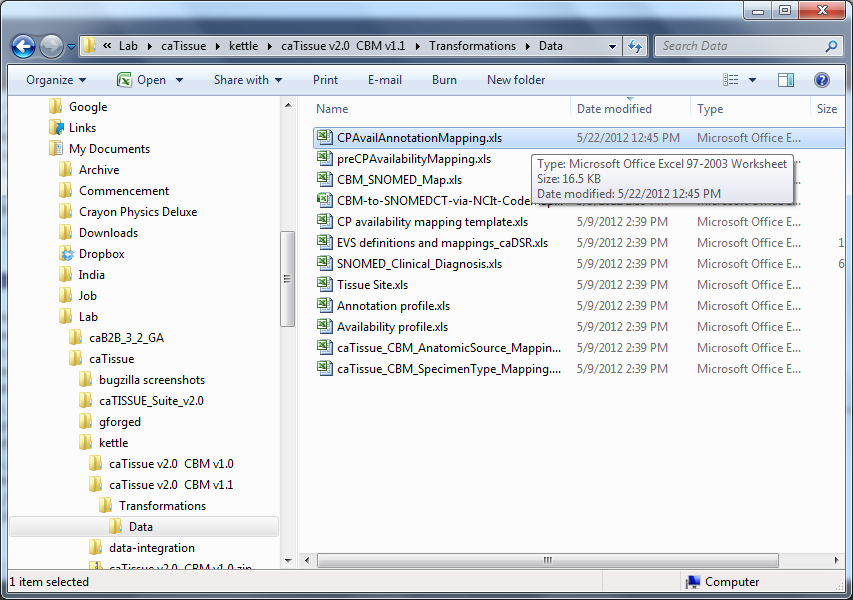 « Lab ▸ caTissue ▸ kettle ▸ caTissue v2.0 CBM v1.1 ▸ Transformations ▸ Data
Search Data
Organize Open Share with Print E-mail Burn New folder
Google
Links
My Documents
Archive
Commencement
Crayon Physics Deluxe
Downloads
Dropbox
India
Job
Lab
caB2B_3_2_GA
caTissue
bugzilla screenshots
caTISSUE_Suite_v2.0
gforged
kettle
caTissue v2.0 CBM v1.0
caTissue v2.0 CBM v1.1
Transformations
Data
data-integration
caTissue v2.0 CBM v1.0.zip
Name Date modified Type Size
CPAvailAnnotationMapping.xls 5/22/2012 12:45 PM Microsoft Office E...
preCPAvailabilityMapping.xls
CBM_SNOMED_Map.xls
CBM-to-SNOMEDCT-via-NCIt-Code
Type: Microsoft Office Excel 97-2003 Worksheet
Size: 16.5 KB
Date modified: 5/22/2012 12:45 PM
CP availability mapping template.xls 5/9/2012 2:39 PM Microsoft Office E...
EVS definitions and mappings_caDSR.xls 5/9/2012 2:39 PM Microsoft Office E... 1
SNOMED_Clinical_Diagnosis.xls 5/9/2012 2:39 PM Microsoft Office E... 6
Tissue Site.xls 5/9/2012 2:39 PM Microsoft Office E...
Annotation profile.xls 5/9/2012 2:39 PM Microsoft Office E...
Availability profile.xls 5/9/2012 2:39 PM Microsoft Office E...
caTissue_CBM_AnatomicSource_Mappin... 5/9/2012 2:39 PM Microsoft Office E...
caTissue_CBM_SpecimenType_Mapping.... 5/9/2012 2:39 PM Microsoft Office E...
1 item selected
Computer